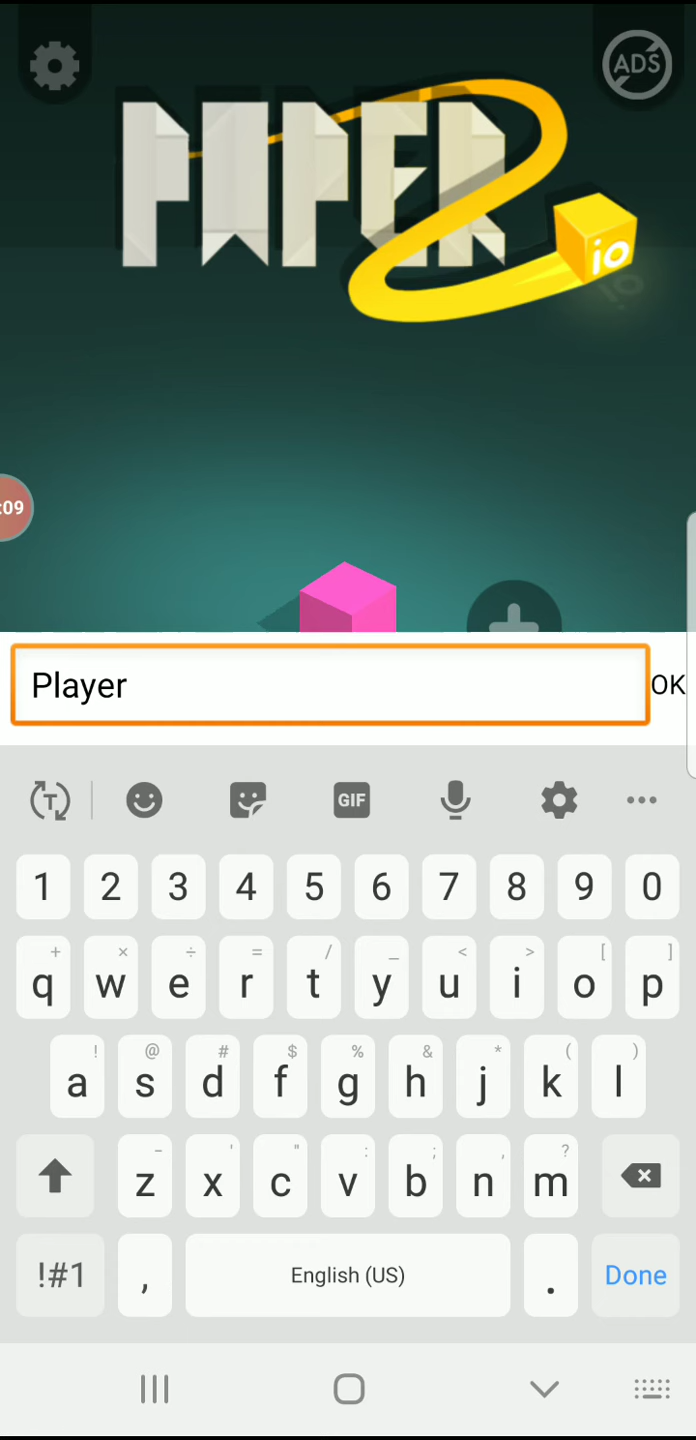 ADS
PAPER 2
io
:09
Player
OK
T
GIF
1 2 3 4 5 6 7 8 9 0
+ × ÷ = / _ < > [ ]
q w e r t y u i o p
! @ # $ % & * ( )
a s d f g h j k l
- ' " : ; , ?
z x c v b n m
!#1 , English (US) . Done